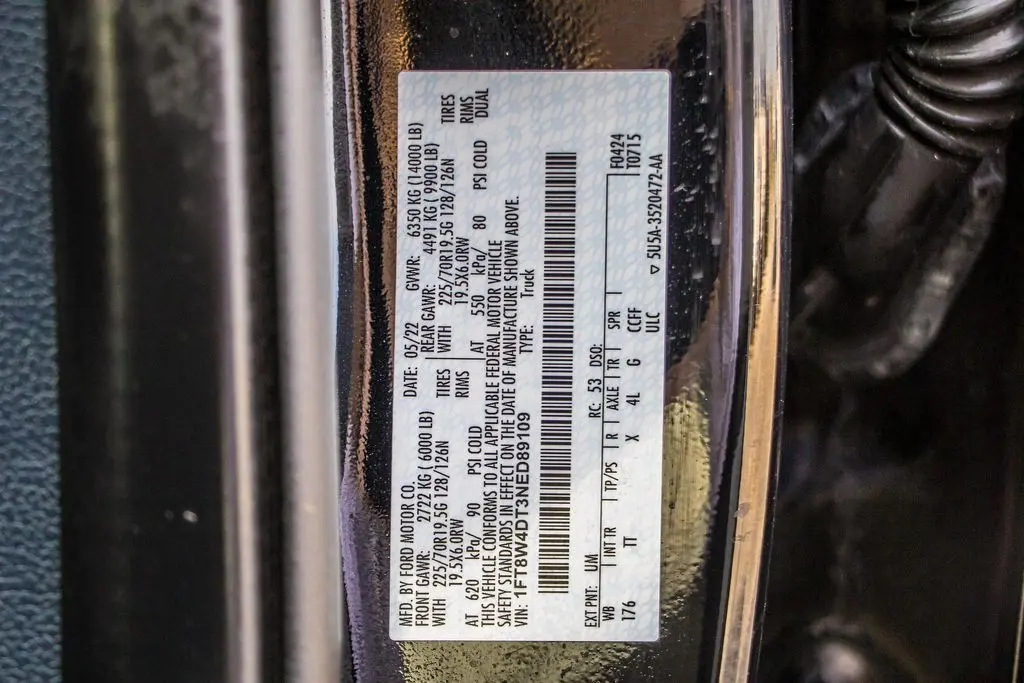 MFD. BY FORD MOTOR CO.
DATE: 05/22 GVWR: 6350 KG (14000 LB)
FRONT GAWR: 2722 KG ( 6000 LB)
REAR GAWR: 4491 KG ( 9900 LB)
WITH 225/70R19.5G 128/126N TIRES
WITH 225/70R19.5G 128/126N TIRES
19.5X6.0RW RIMS
19.5X6.0RW RIMS
AT 620 kPa/ 90 PSI COLD
AT 550 kPa/ 80 PSI COLD DUAL
THIS VEHICLE CONFORMS TO ALL APPLICABLE FEDERAL MOTOR VEHICLE
SAFETY STANDARDS IN EFFECT ON THE DATE OF MANUFACTURE SHOWN ABOVE.
VIN: 1FT8W4DT3NED89109 TYPE: Truck
EXT PNT: UM RC: 53 DSO:
WB INT TR TP/PS R AXLE TR SPR
176 TT X 4L G CCFF
ULC
F0424
T0715
▽ 5U5A-3520472-AA